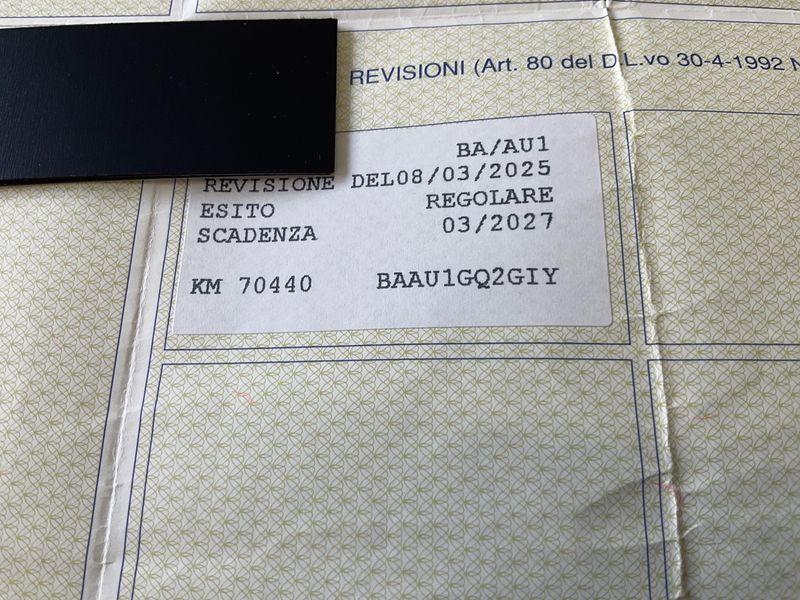 REVISIONI (Art. 80 del D.L.vo 30-4-1992 N
BA/AU1
REVISIONE DEL08/03/2025
ESITO REGOLARE
SCADENZA 03/2027
KM 70440 BAAU1GQ2GIY